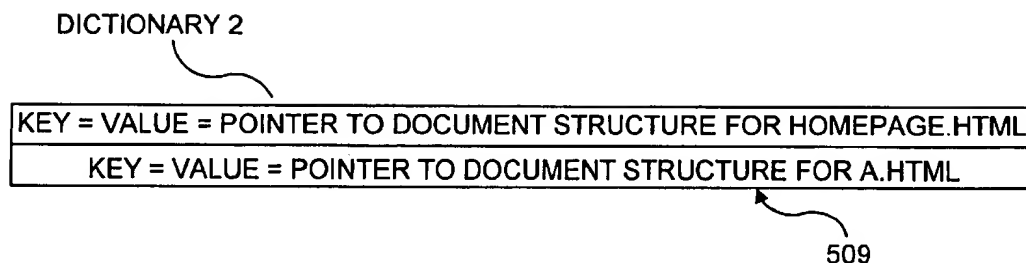 DICTIONARY 2
KEY = VALUE = POINTER TO DOCUMENT STRUCTURE FOR HOMEPAGE.HTML
KEY = VALUE = POINTER TO DOCUMENT STRUCTURE FOR A.HTML
509